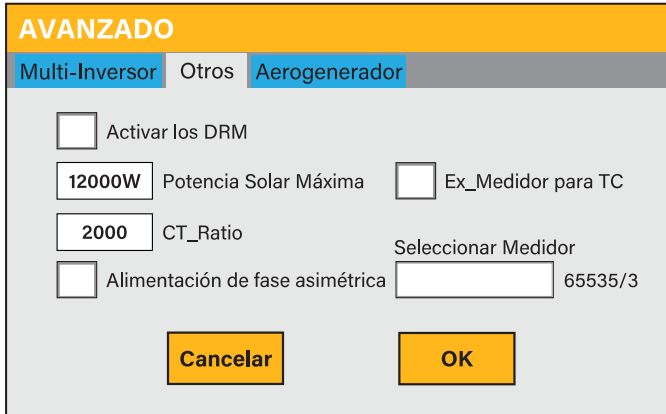 AVANZADO
Multi-Inversor Otros Aerogenerador
Activar los DRM
12000W Potencia Solar Máxima Ex_Medidor para TC
2000 CT_Ratio
Seleccionar Medidor
Alimentación de fase asimétrica 65535/3
Cancelar OK